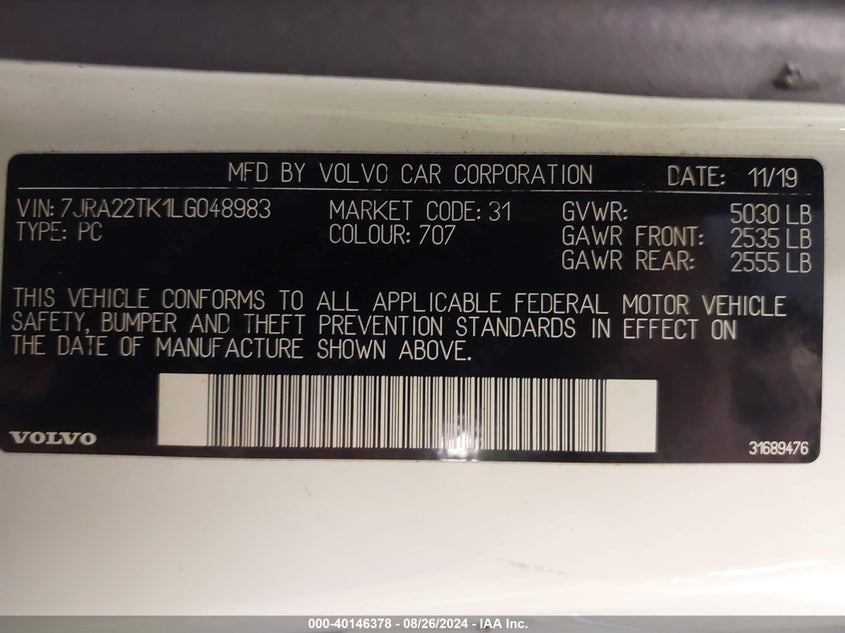 MFD BY VOLVO CAR CORPORATION DATE: 11/19
VIN: 7JRA22TK1LG048983 MARKET CODE: 31 GVWR: 5030 LB
TYPE: PC COLOUR: 707 GAWR FRONT: 2535 LB
GAWR REAR: 2555 LB
THIS VEHICLE CONFORMS TO ALL APPLICABLE FEDERAL MOTOR VEHICLE
SAFETY, BUMPER AND THEFT PREVENTION STANDARDS IN EFFECT ON
THE DATE OF MANUFACTURE SHOWN ABOVE.
VOLVO 31689476
000-40146378 - 08/26/2024 - IAA Inc.